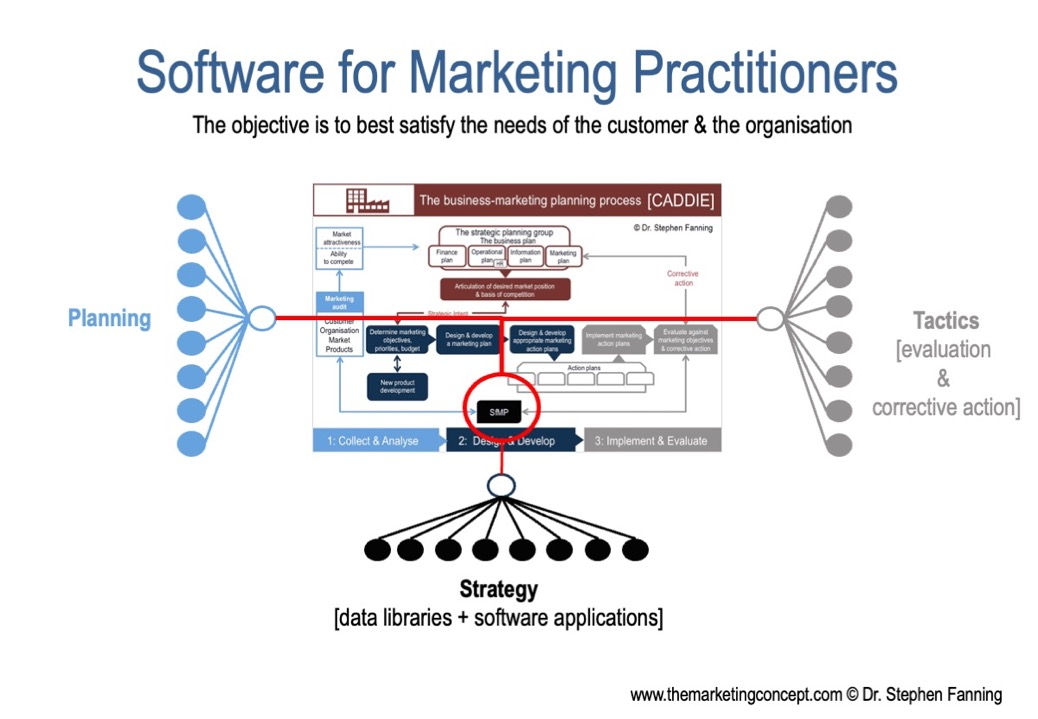 Software for Marketing Practitioners
The objective is to best satisfy the needs of the customer & the organisation
The business-marketing planning process [CADDIE]
© Dr. Stephen Fanning
Market
attractiveness
Ability
to compete
The strategic planning group
The business plan
Finance
plan
Operational
plan
HR
Information
plan
Marketing
plan
Corrective
action
Articulation of desired market position
& basis of competition
Marketing
audit
Strategic Intent
Customer
Organisation
Market
Products
Determine marketing
objectives,
priorities, budget
Design & develop
a marketing plan
Design & develop
appropriate marketing
action plans
Implement marketing
action plans
Evaluate against
marketing objectives
& corrective action
New product
development
Action plans
SfMP
1: Collect & Analyse
2: Design & Develop
3: Implement & Evaluate
Planning
Tactics
[evaluation
&
corrective action]
Strategy
[data libraries + software applications]
www.themarketingconcept.com © Dr. Stephen Fanning